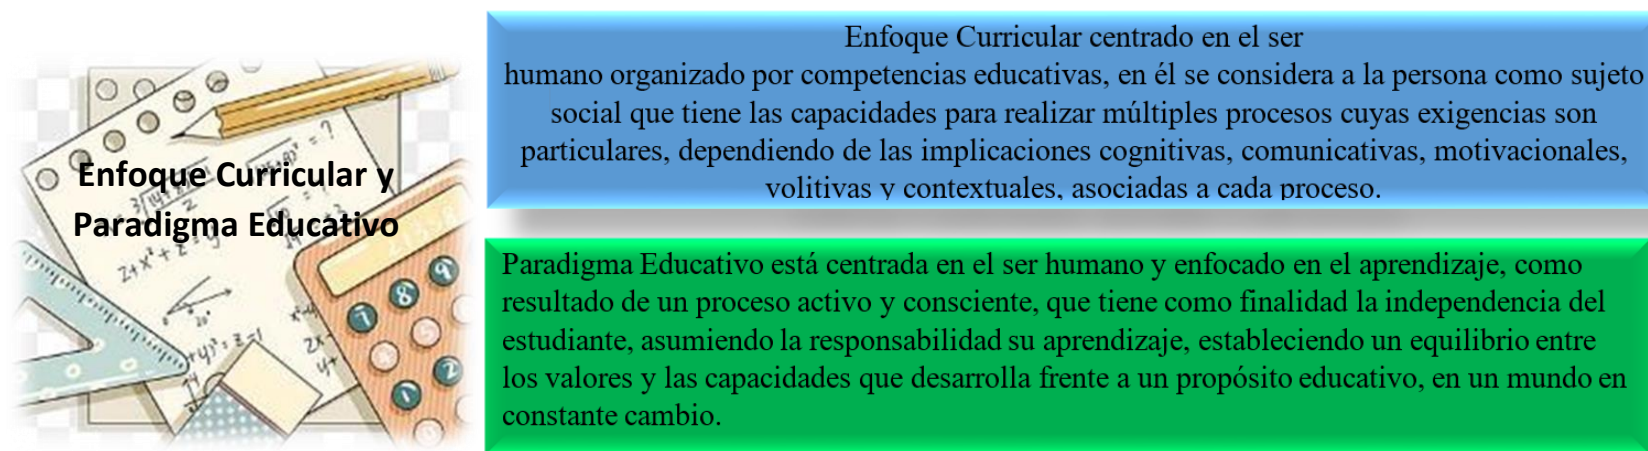 Enfoque Curricular y
Paradigma Educativo
Enfoque Curricular centrado en el ser
humano organizado por competencias educativas, en él se considera a la persona como sujeto
social que tiene las capacidades para realizar múltiples procesos cuyas exigencias son
particulares, dependiendo de las implicaciones cognitivas, comunicativas, motivacionales,
volitivas y contextuales, asociadas a cada proceso.
Paradigma Educativo está centrada en el ser humano y enfocado en el aprendizaje, como
resultado de un proceso activo y consciente, que tiene como finalidad la independencia del
estudiante, asumiendo la responsabilidad su aprendizaje, estableciendo un equilibrio entre
los valores y las capacidades que desarrolla frente a un propósito educativo, en un mundo en
constante cambio.